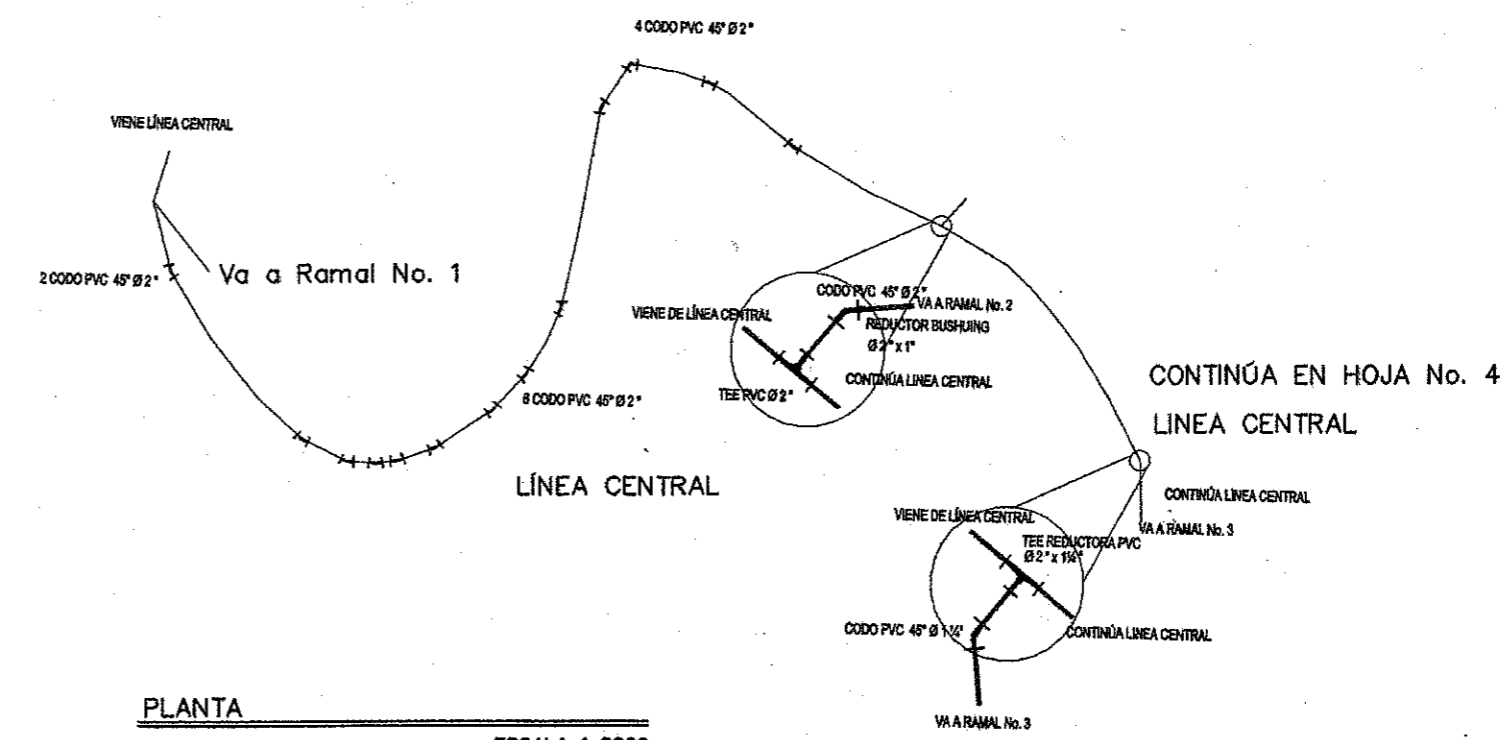 4 CODO PVC 45° Ø 2"
VIENE LÍNEA CENTRAL
2 CODO PVC 45° Ø 2"
Va a Ramal No. 1
CODO PVC 45° Ø 2"
VA A RAMAL No. 2
VIENE DE LÍNEA CENTRAL
REDUCTOR BUSHUING
Ø 2" x 1"
CONTINÚA LINEA CENTRAL
TEE PVC Ø 2"
6 CODO PVC 45° Ø 2"
CONTINÚA EN HOJA No. 4
LINEA CENTRAL
LÍNEA CENTRAL
CONTINÚA LINEA CENTRAL
VA A RAMAL No. 3
VIENE DE LÍNEA CENTRAL
TEE REDUCTORA PVC
Ø 2" x 1¼"
CODO PVC 45° Ø 1 ¼"
CONTINÚA LINEA CENTRAL
VA A RAMAL No. 3
PLANTA